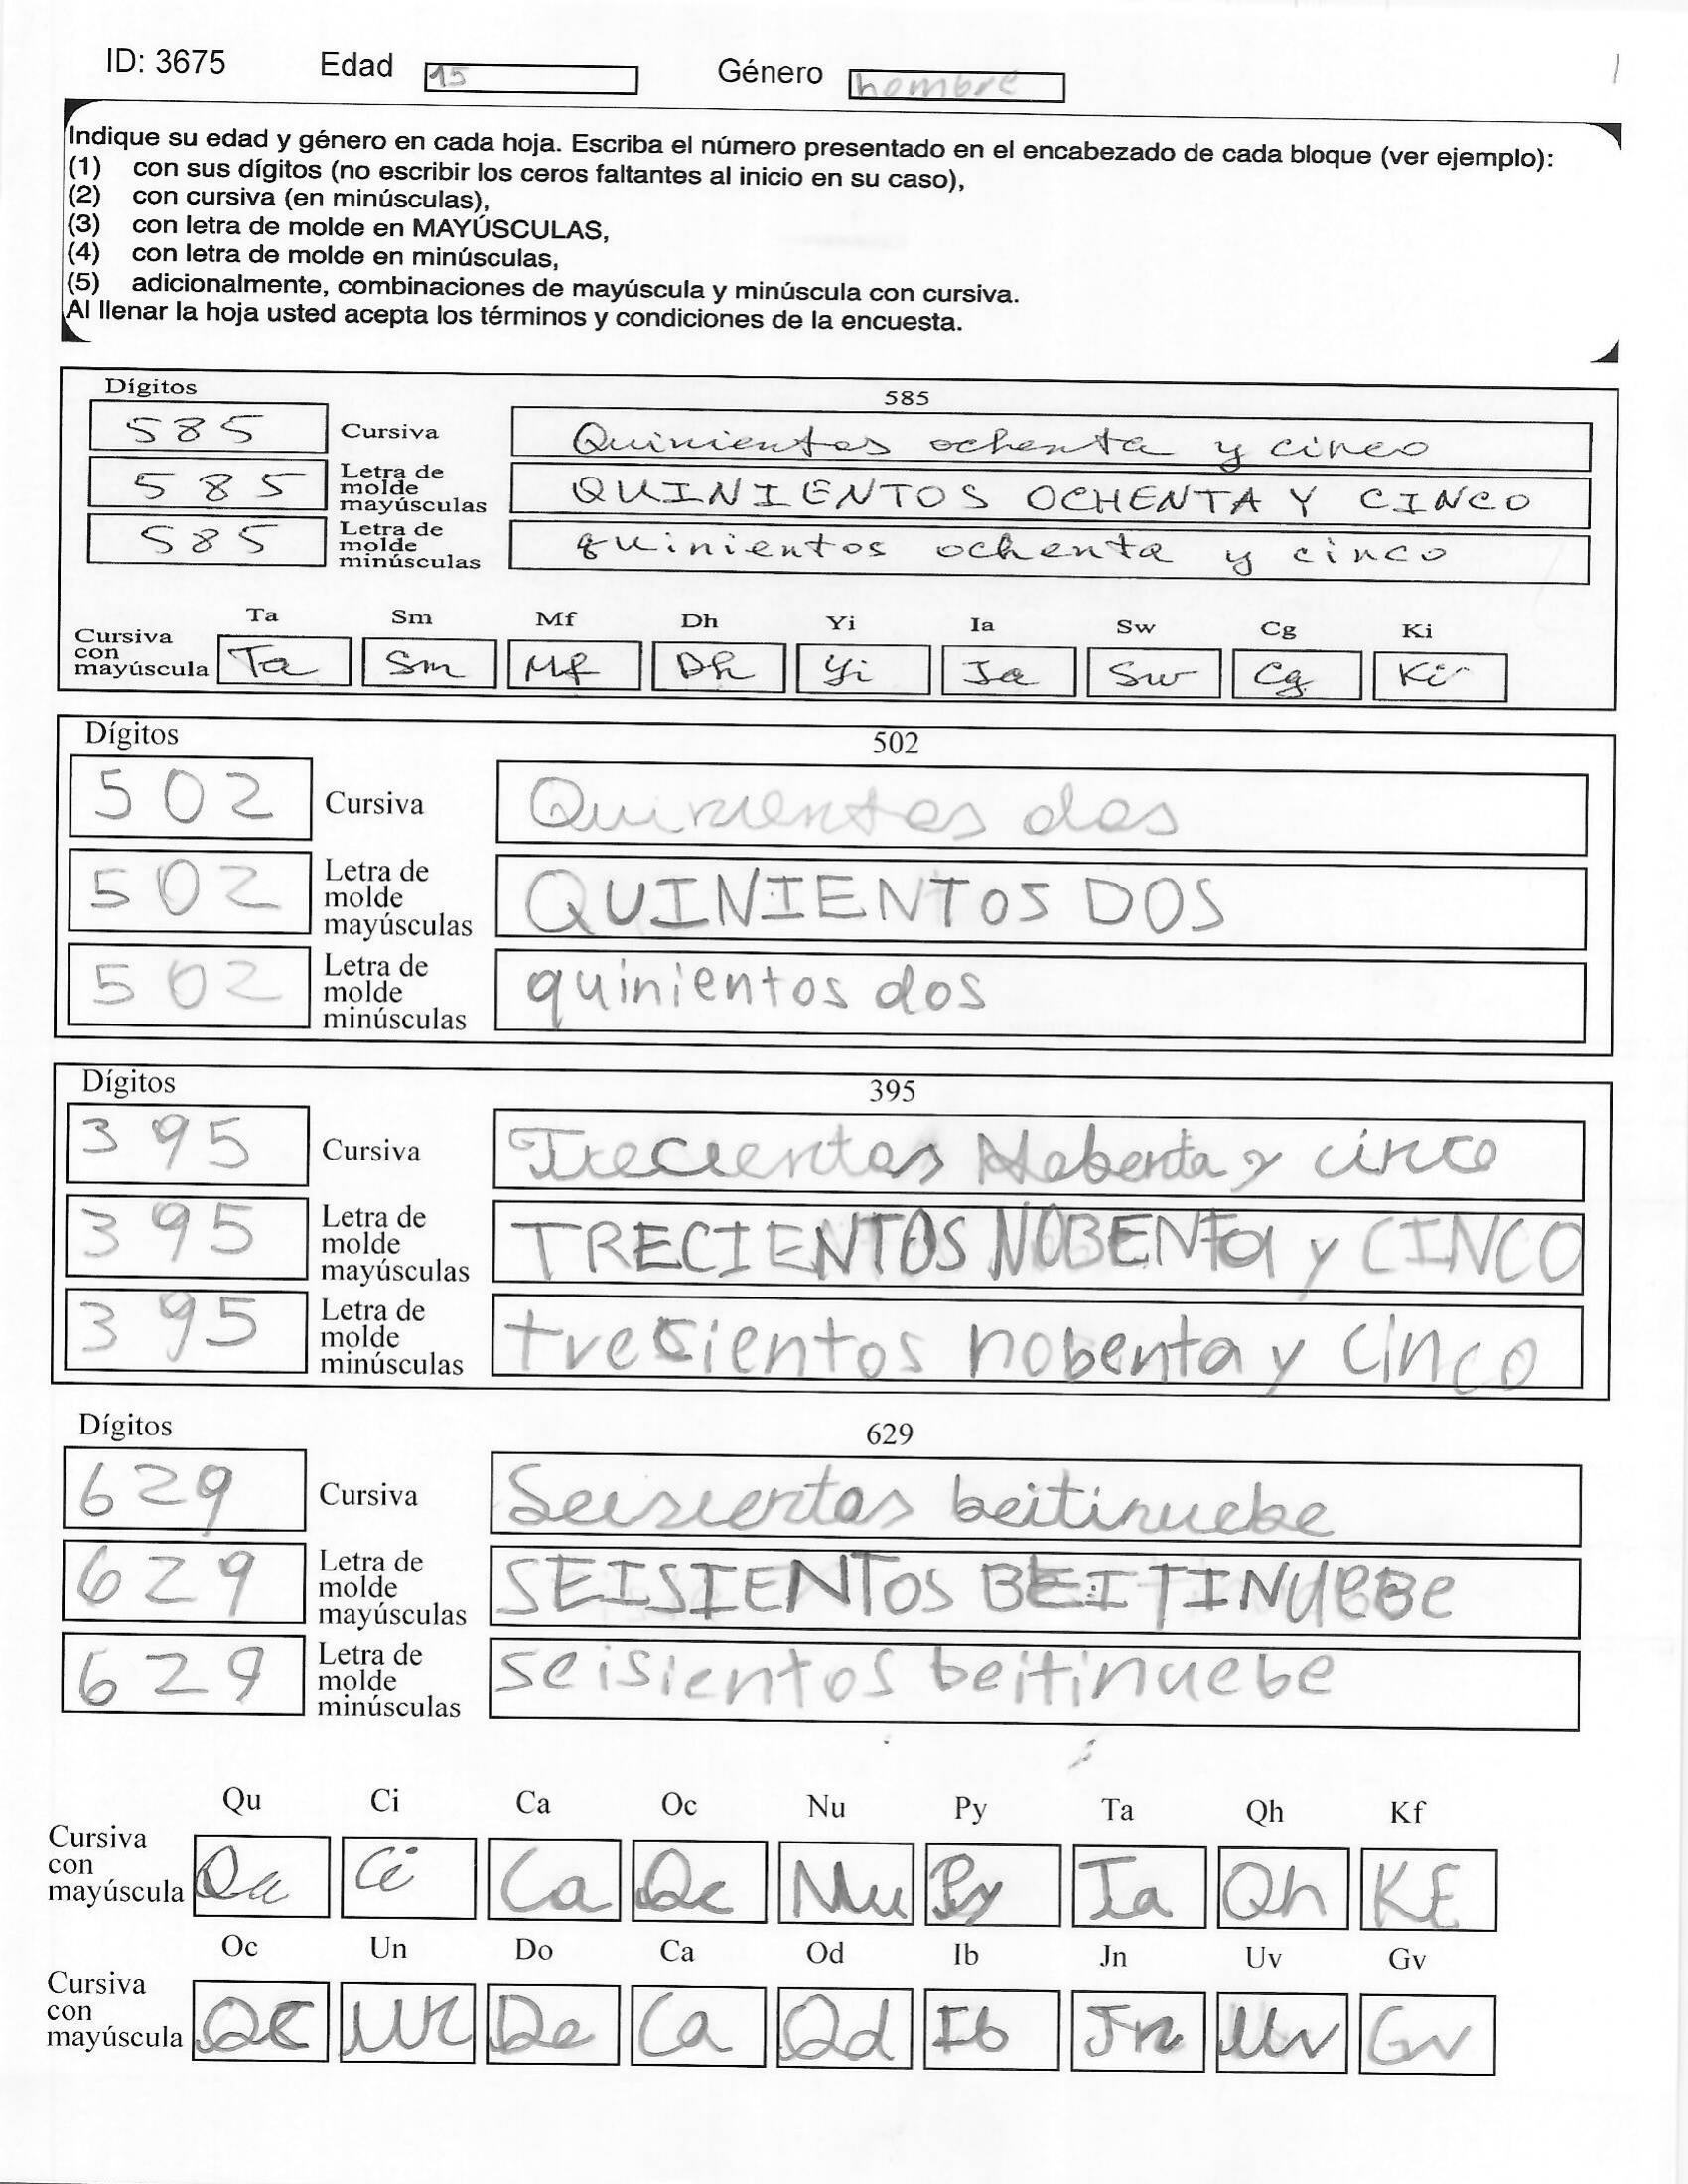 ID: 3675 Edad 15 Género hombre 1
Indique su edad y género en cada hoja. Escriba el número presentado en el encabezado de cada bloque (ver ejemplo):
(1) con sus dígitos (no escribir los ceros faltantes al inicio en su caso),
(2) con cursiva (en minúsculas),
(3) con letra de molde en MAYÚSCULAS,
(4) con letra de molde en minúsculas,
(5) adicionalmente, combinaciones de mayúscula y minúscula con cursiva.
Al llenar la hoja usted acepta los términos y condiciones de la encuesta.
Dígitos 585
585 Cursiva Quinientos ochenta y cinco
585 Letra de molde mayúsculas QUINIENTOS OCHENTA Y CINCO
585 Letra de molde minúsculas quinientos ochenta y cinco
Ta Sm Mf Dh Yi Ia Sw Cg Ki
Cursiva con mayúscula Ta Sm Mf Dh Yi Ia Sw Cg Ki
Dígitos 502
502 Cursiva Quinientos dos
502 Letra de molde mayúsculas QUINIENTOS DOS
502 Letra de molde minúsculas quinientos dos
Dígitos 395
395 Cursiva Trecientos Nobenta y cinco
395 Letra de molde mayúsculas TRECIENTOS NOBENTa y CINCO
395 Letra de molde minúsculas trecientos nobenta y cinco
Dígitos 629
629 Cursiva Seisientos beitinuebe
629 Letra de molde mayúsculas SEISIENTOS BEITINUEBe
629 Letra de molde minúsculas seisientos beitinuebe
Qu Ci Ca Oc Nu Py Ta Qh Kf
Cursiva con mayúscula Qu Ci Ca Oc Nu Py Ta Qh KF
Oc Un Do Ca Od Ib Jn Uv Gv
Cursiva con mayúscula Oc Un Do Ca Od Ib Jn Uv Gv